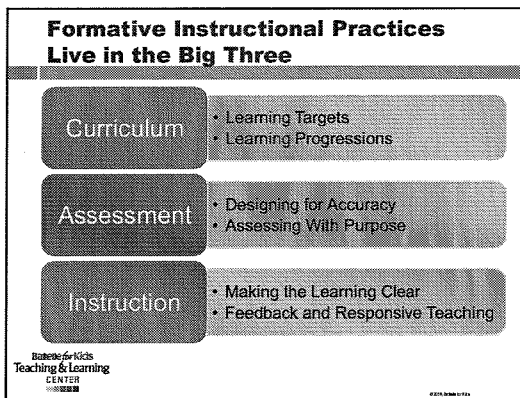 Formative Instructional Practices
Live in the Big Three
Curriculum
• Learning Targets
• Learning Progressions
Assessment
• Designing for Accuracy
• Assessing With Purpose
Instruction
• Making the Learning Clear
• Feedback and Responsive Teaching
Battelle for Kids
Teaching & Learning
CENTER